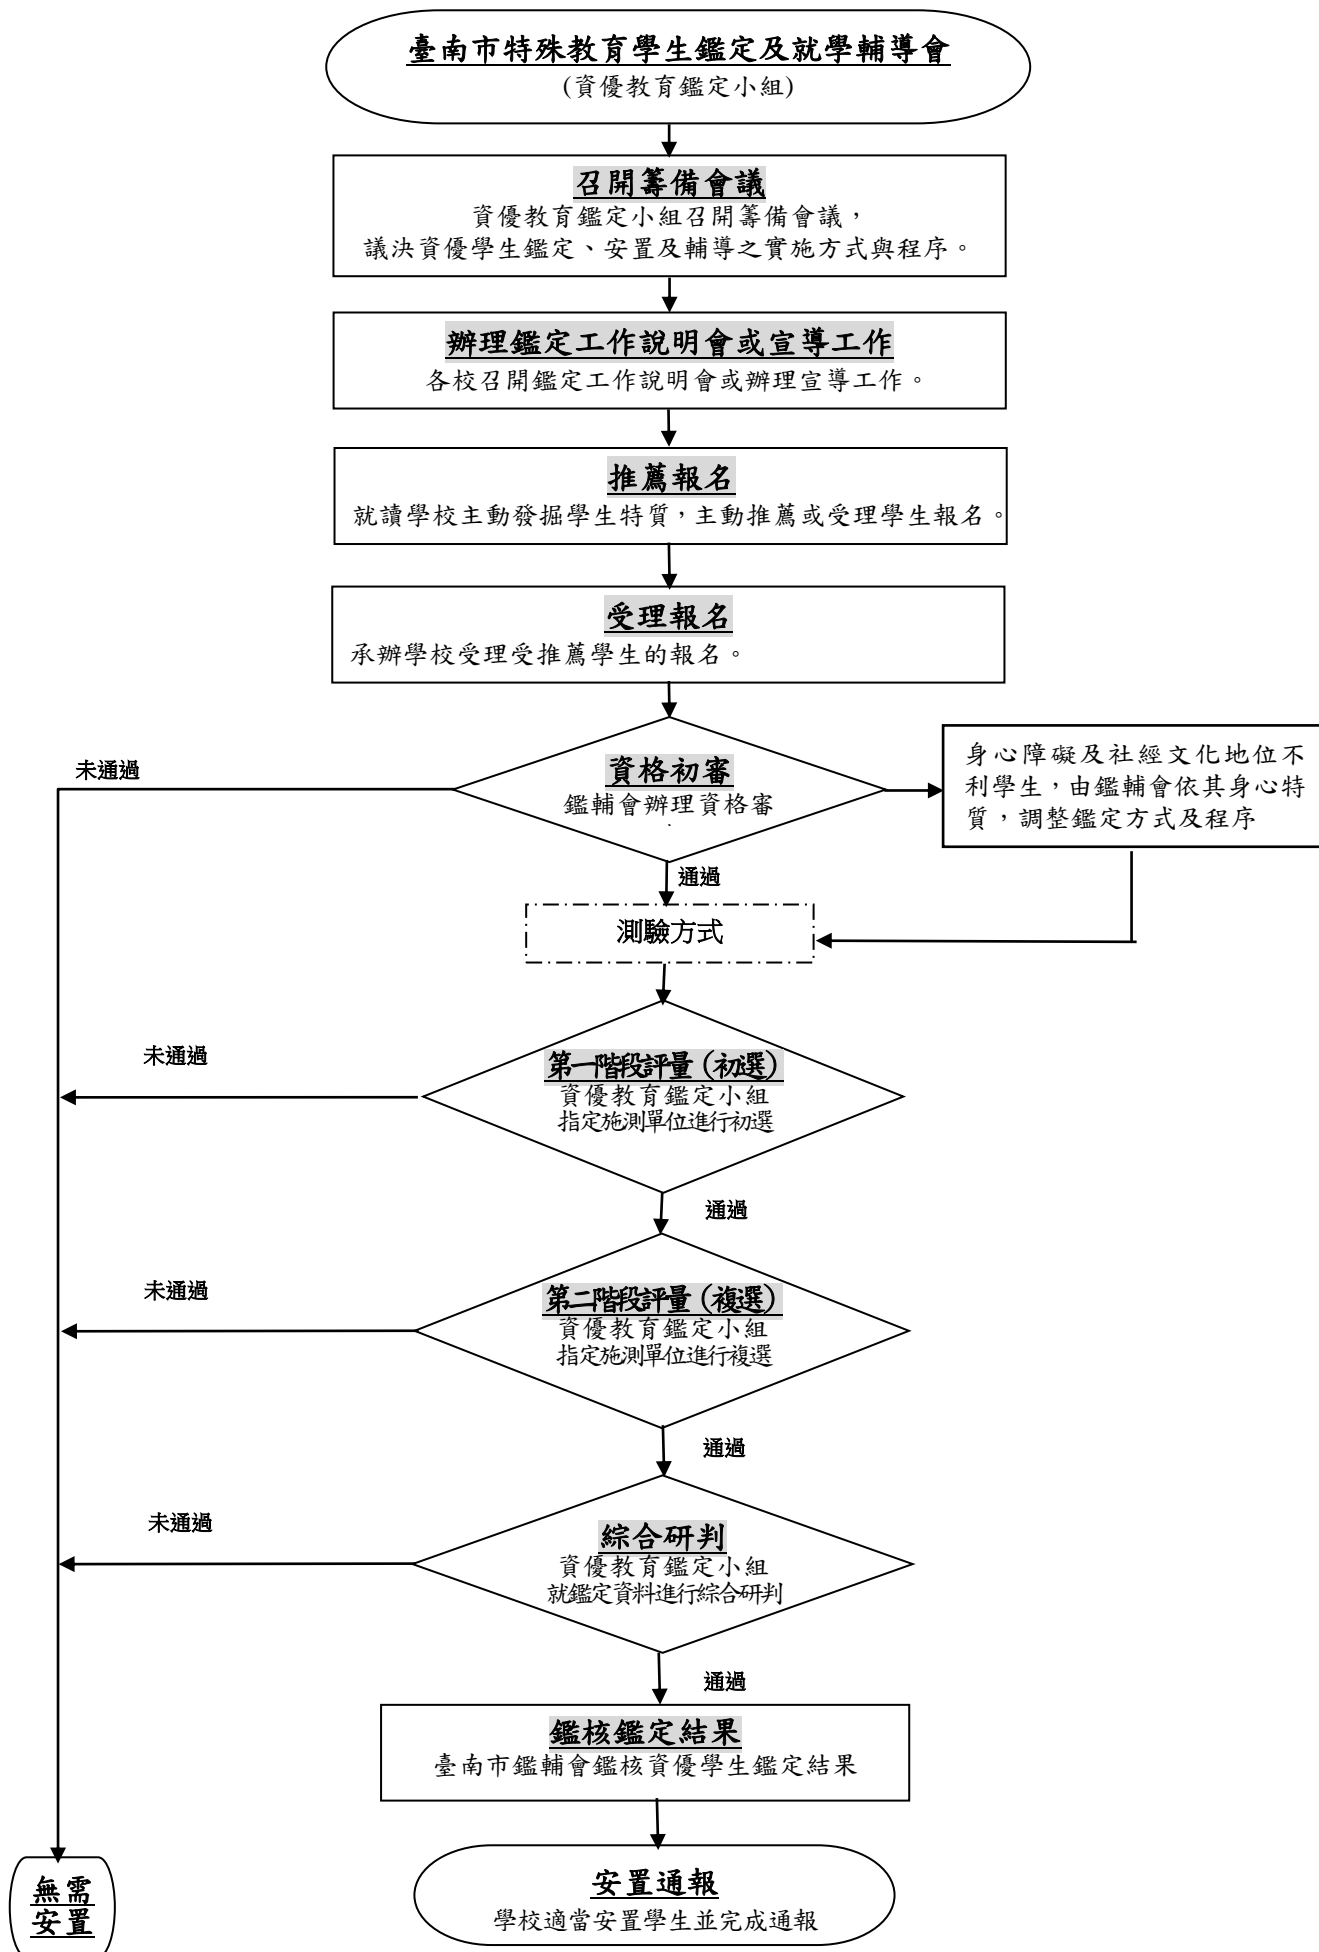 臺南市特殊教育學生鑑定及就學輔導會
(資優教育鑑定小組)
召開籌備會議
資優教育鑑定小組召開籌備會議，
議決資優學生鑑定、安置及輔導之實施方式與程序。
辦理鑑定工作說明會或宣導工作
各校召開鑑定工作說明會或辦理宣導工作。
推薦報名
就讀學校主動發掘學生特質，主動推薦或受理學生報名。
受理報名
承辦學校受理受推薦學生的報名。
未通過
資格初審
鑑輔會辦理資格審
身心障礙及社經文化地位不
利學生，由鑑輔會依其身心特
質，調整鑑定方式及程序
通過
測驗方式
未通過
第一階段評量（初選）
資優教育鑑定小組
指定施測單位進行初選
通過
未通過
第二階段評量（複選）
資優教育鑑定小組
指定施測單位進行複選
通過
未通過
綜合研判
資優教育鑑定小組
就鑑定資料進行綜合研判
通過
鑑核鑑定結果
臺南市鑑輔會鑑核資優學生鑑定結果
無需
安置
安置通報
學校適當安置學生並完成通報